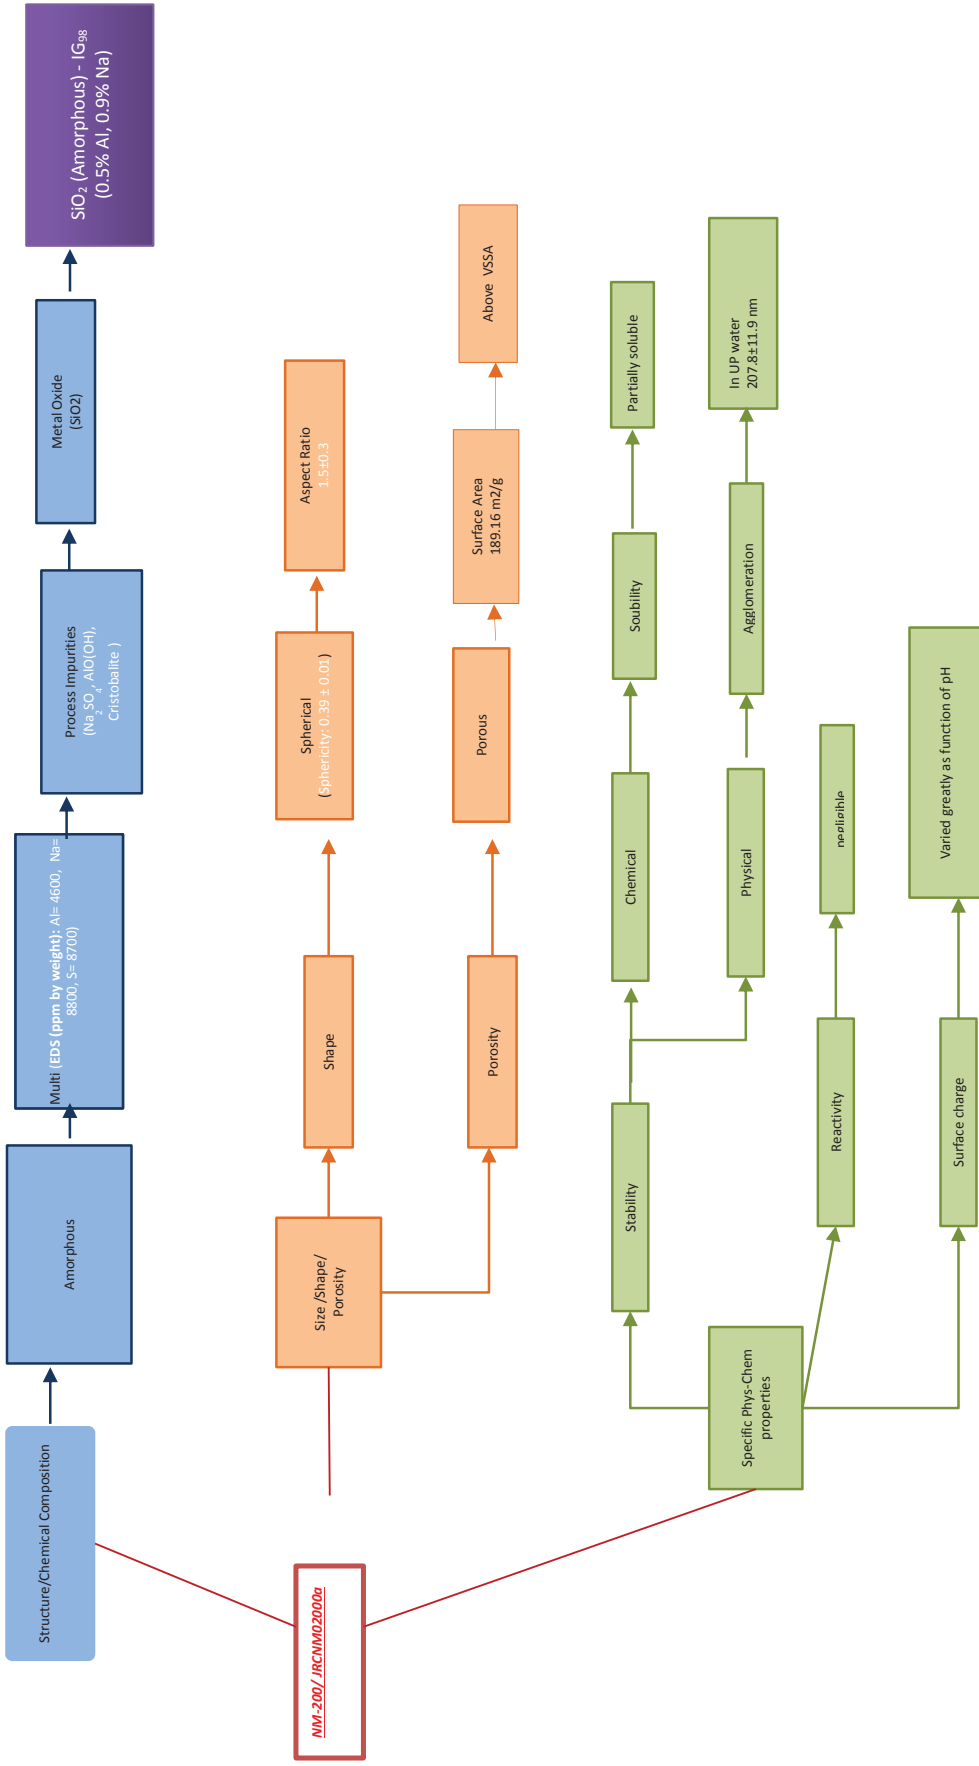 NM-200/ JRCNM02000a
Structure/Chemical Composition
Amorphous
Multi (EDS (ppm by weight): Al= 4600, Na=
8800, S= 8700)
Process Impurities
(Na2SO4, AlO(OH),
Cristobalite )
Metal Oxide
(SiO2)
SiO2 (Amorphous) - IG98
(0.5% Al, 0.9% Na)
Size /Shape/
Porosity
Shape
Spherical
(Sphericity: 0.39 ± 0.01)
Aspect Ratio
1.5±0.3
Porosity
Porous
Surface Area
189.16 m2/g
Above VSSA
Specific Phys-Chem
properties
Stability
Chemical
Soubility
Partially soluble
Physical
Agglomeration
In UP water
207.8±11.9 nm
Reactivity
negligible
Surface charge
Varied greatly as function of pH